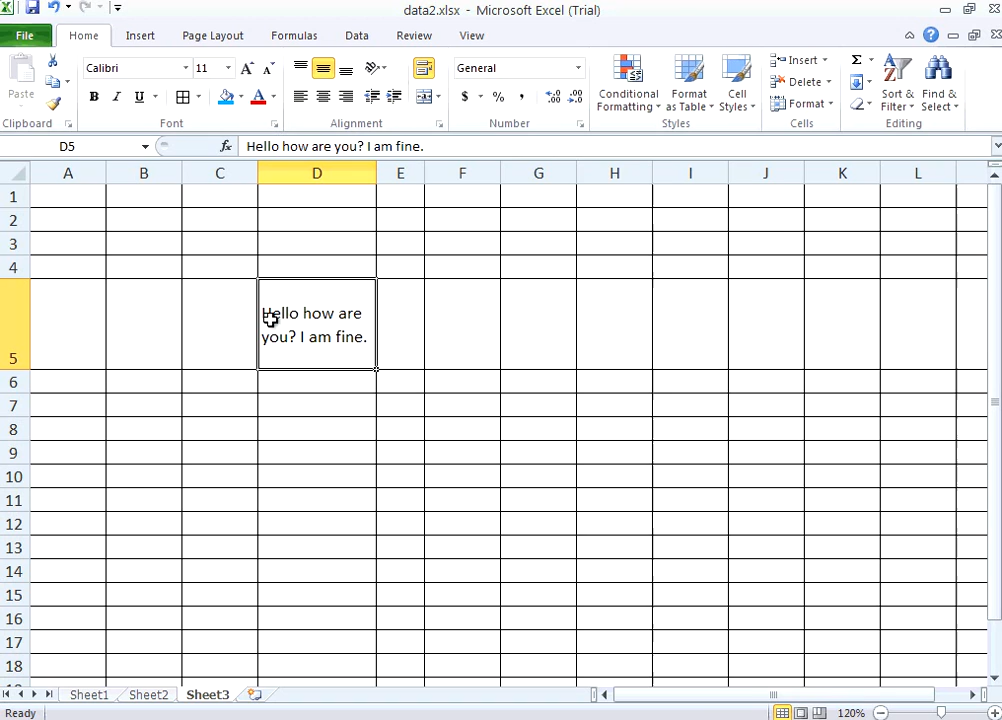 data2.xlsx - Microsoft Excel (Trial)
File Home Insert Page Layout Formulas Data Review View
Paste
Calibri 11
B I U
A
General
$ % ,
Conditional Formatting
Format as Table
Cell Styles
Insert
Delete
Format
Σ
Sort & Filter
Find & Select
Clipboard Font Alignment Number Styles Cells Editing
D5 fx Hello how are you? I am fine.
A B C D E F G H I J K L
1
2
3
4
5
Hello how are
you? I am fine.
6
7
8
9
10
11
12
13
14
15
16
17
18
Sheet1 Sheet2 Sheet3
Ready 120%